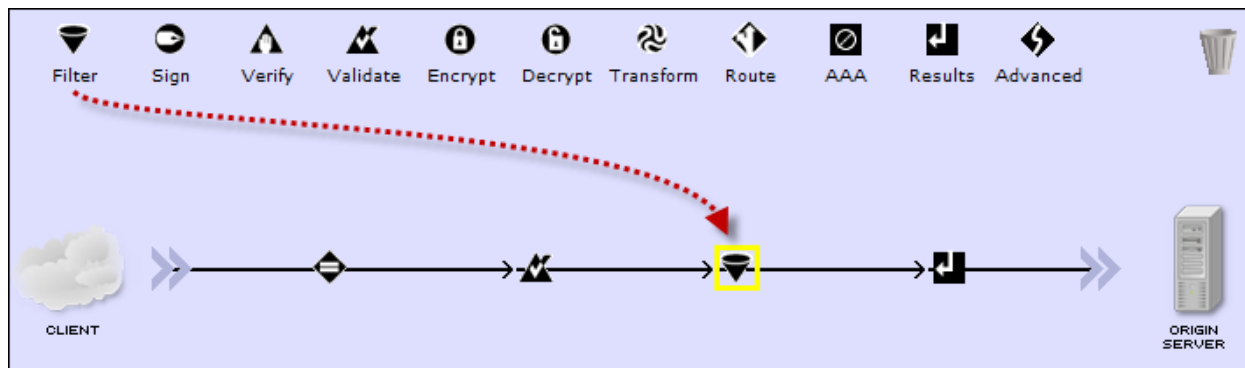 Filter Sign Verify Validate Encrypt Decrypt Transform Route AAA Results Advanced
CLIENT
ORIGIN
SERVER